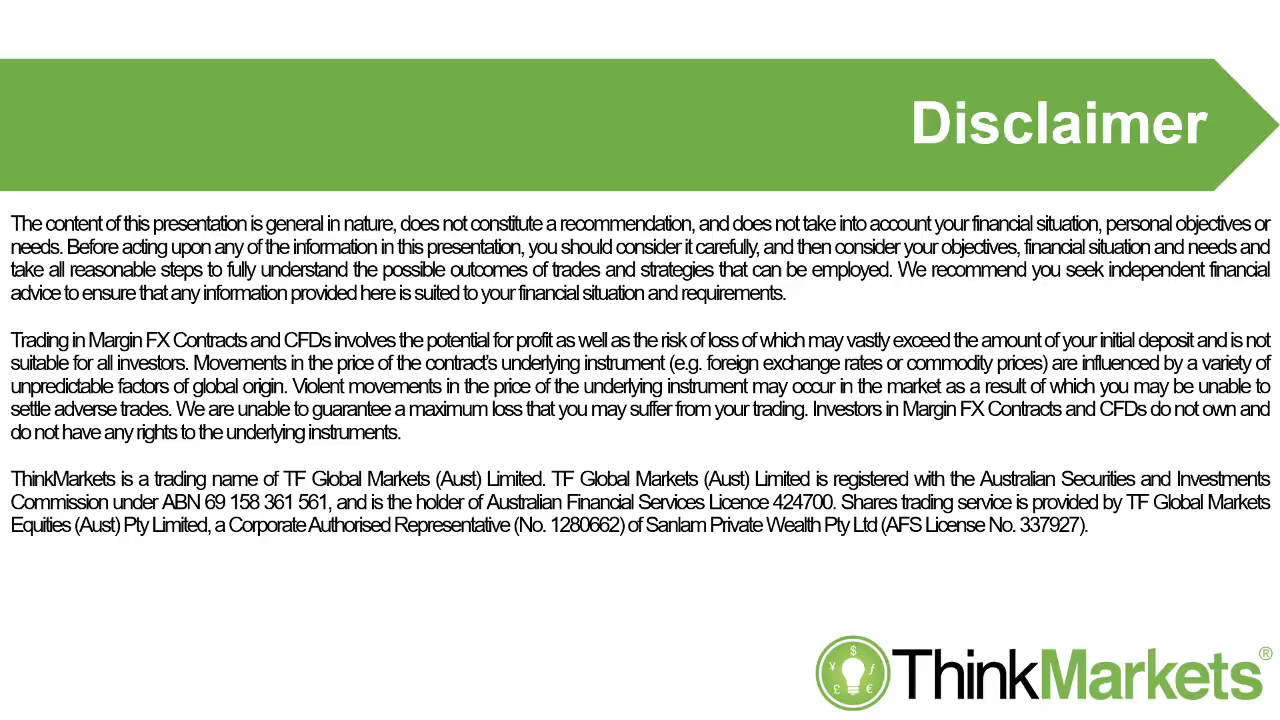 Disclaimer
The content of this presentation is general in nature, does not constitute a recommendation, and does not take into account your financial situation, personal objectives or
needs. Before acting upon any of the information in this presentation, you should consider it carefully, and then consider your objectives, financial situation and needs and
take all reasonable steps to fully understand the possible outcomes of trades and strategies that can be employed. We recommend you seek independent financial
advice to ensure that any information provided here is suited to your financial situation and requirements.
Trading in Margin FX Contracts and CFDs involves the potential for profit as well as the risk of loss of which may vastly exceed the amount of your initial deposit and is not
suitable for all investors. Movements in the price of the contract's underlying instrument (e.g. foreign exchange rates or commodity prices) are influenced by a variety of
unpredictable factors of global origin. Violent movements in the price of the underlying instrument may occur in the market as a result of which you may be unable to
settle adverse trades. We are unable to guarantee a maximum loss that you may suffer from your trading. Investors in Margin FX Contracts and CFDs do not own and
do not have any rights to the underlying instruments.
ThinkMarkets is a trading name of TF Global Markets (Aust) Limited. TF Global Markets (Aust) Limited is registered with the Australian Securities and Investments
Commission under ABN 69 158 361 561, and is the holder of Australian Financial Services Licence 424700. Shares trading service is provided by TF Global Markets
Equities (Aust) Pty Limited, a Corporate Authorised Representative (No. 1280662) of Sanlam Private Wealth Pty Ltd (AFS License No. 337927).
$ ¥ ƒ £ €
ThinkMarkets®